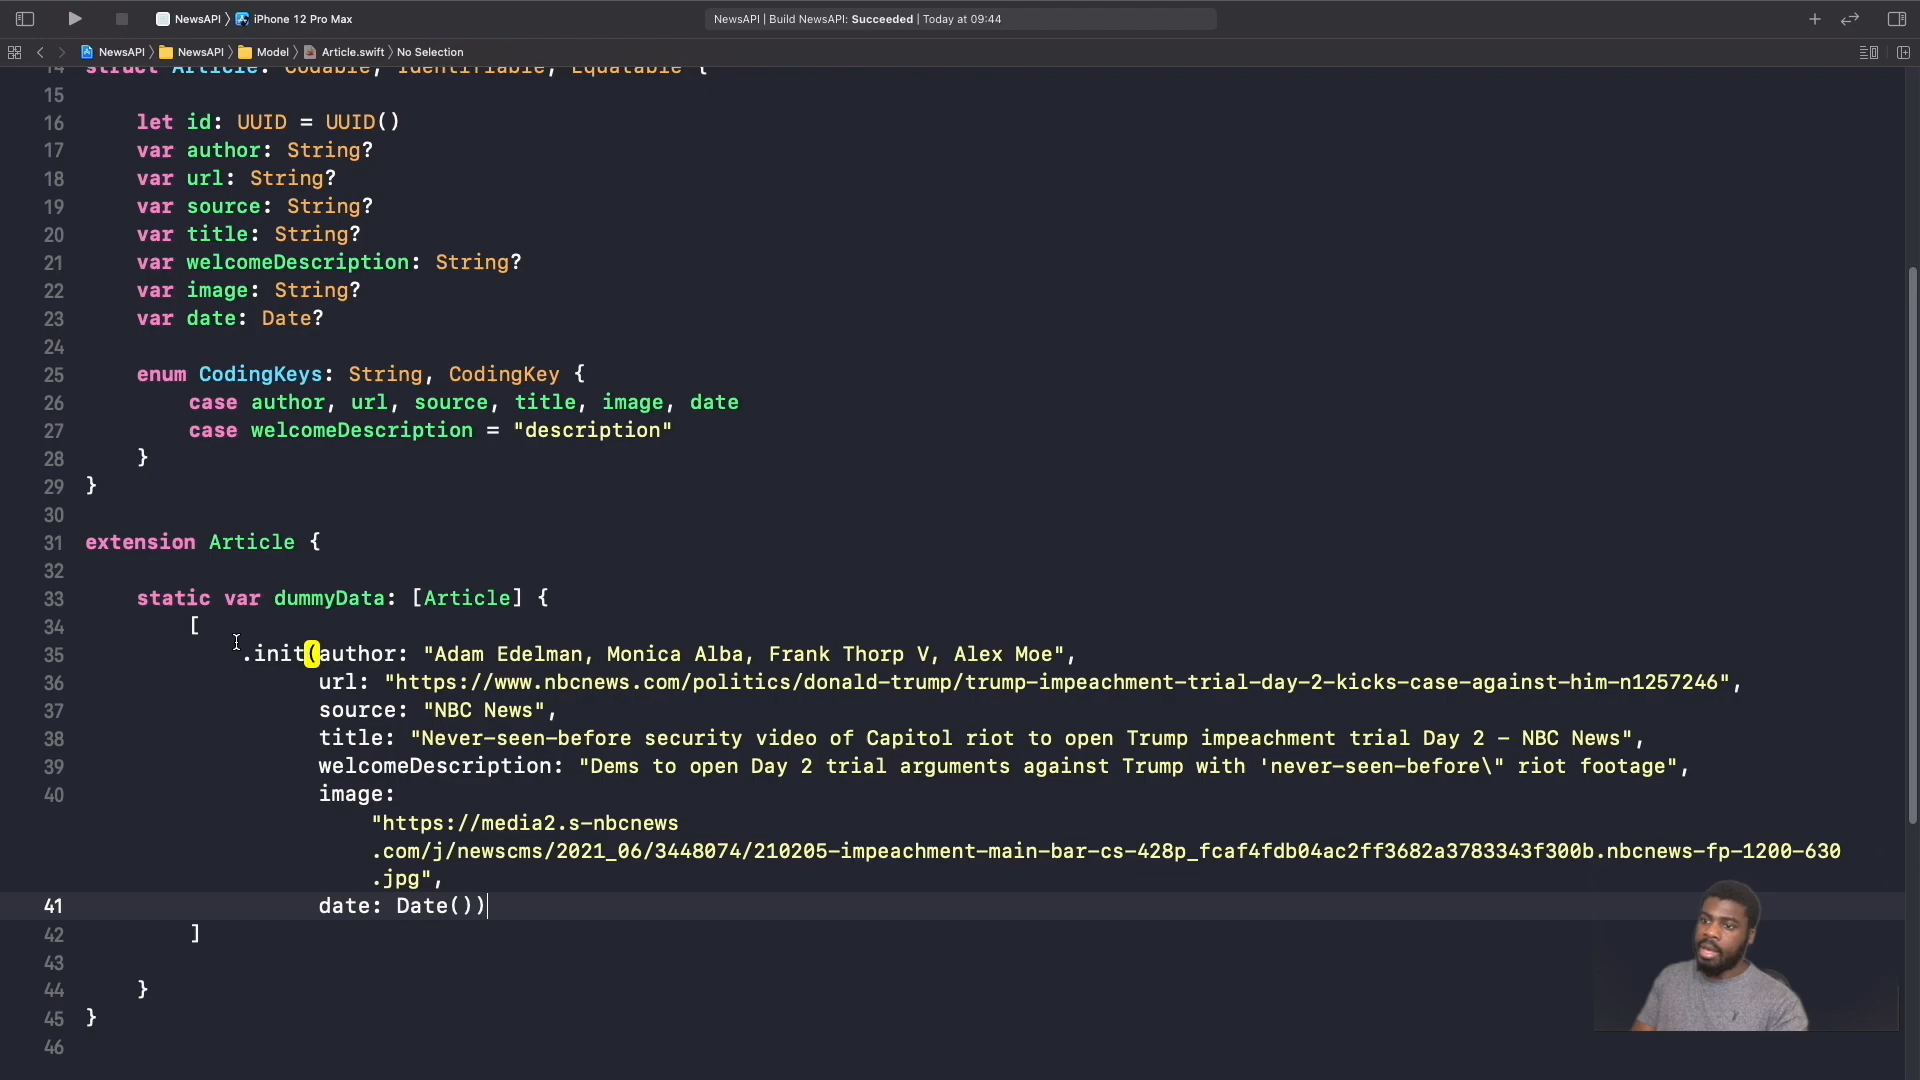 NewsAPI 〉 iPhone 12 Pro Max
NewsAPI | Build NewsAPI: Succeeded | Today at 09:44
NewsAPI 〉 NewsAPI 〉 Model 〉 Article.swift 〉 No Selection
14 struct Article: Codable, Identifiable, Equatable {
15
16 let id: UUID = UUID()
17 var author: String?
18 var url: String?
19 var source: String?
20 var title: String?
21 var welcomeDescription: String?
22 var image: String?
23 var date: Date?
24
25 enum CodingKeys: String, CodingKey {
26 case author, url, source, title, image, date
27 case welcomeDescription = "description"
28 }
29 }
30
31 extension Article {
32
33 static var dummyData: [Article] {
34 [
35 .init(author: "Adam Edelman, Monica Alba, Frank Thorp V, Alex Moe",
36 url: "https://www.nbcnews.com/politics/donald-trump/trump-impeachment-trial-day-2-kicks-case-against-him-n1257246",
37 source: "NBC News",
38 title: "Never-seen-before security video of Capitol riot to open Trump impeachment trial Day 2 - NBC News",
39 welcomeDescription: "Dems to open Day 2 trial arguments against Trump with 'never-seen-before\" riot footage",
40 image:
"https://media2.s-nbcnews
.com/j/newscms/2021_06/3448074/210205-impeachment-main-bar-cs-428p_fcaf4fdb04ac2ff3682a3783343f300b.nbcnews-fp-1200-630
.jpg",
41 date: Date())
42 ]
43
44 }
45 }
46